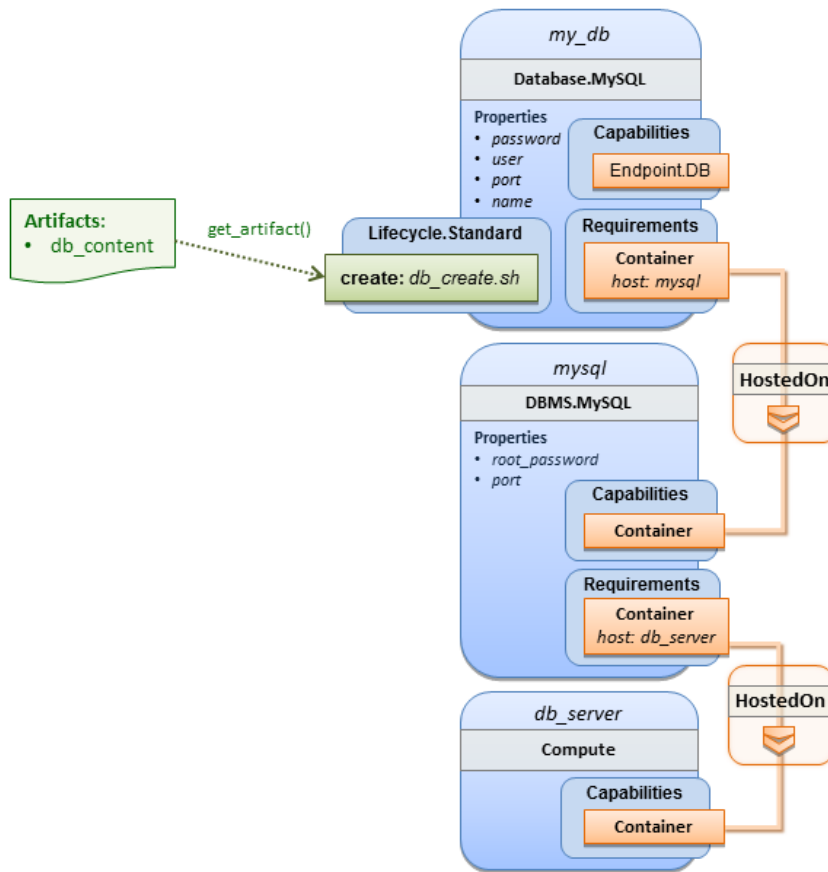 my_db
Database.MySQL
Properties
• password
• user
• port
• name
Capabilities
Endpoint.DB
Requirements
Container
host: mysql
Artifacts:
• db_content
get_artifact()
Lifecycle.Standard
create: db_create.sh
HostedOn
mysql
DBMS.MySQL
Properties
• root_password
• port
Capabilities
Container
Requirements
Container
host: db_server
HostedOn
db_server
Compute
Capabilities
Container